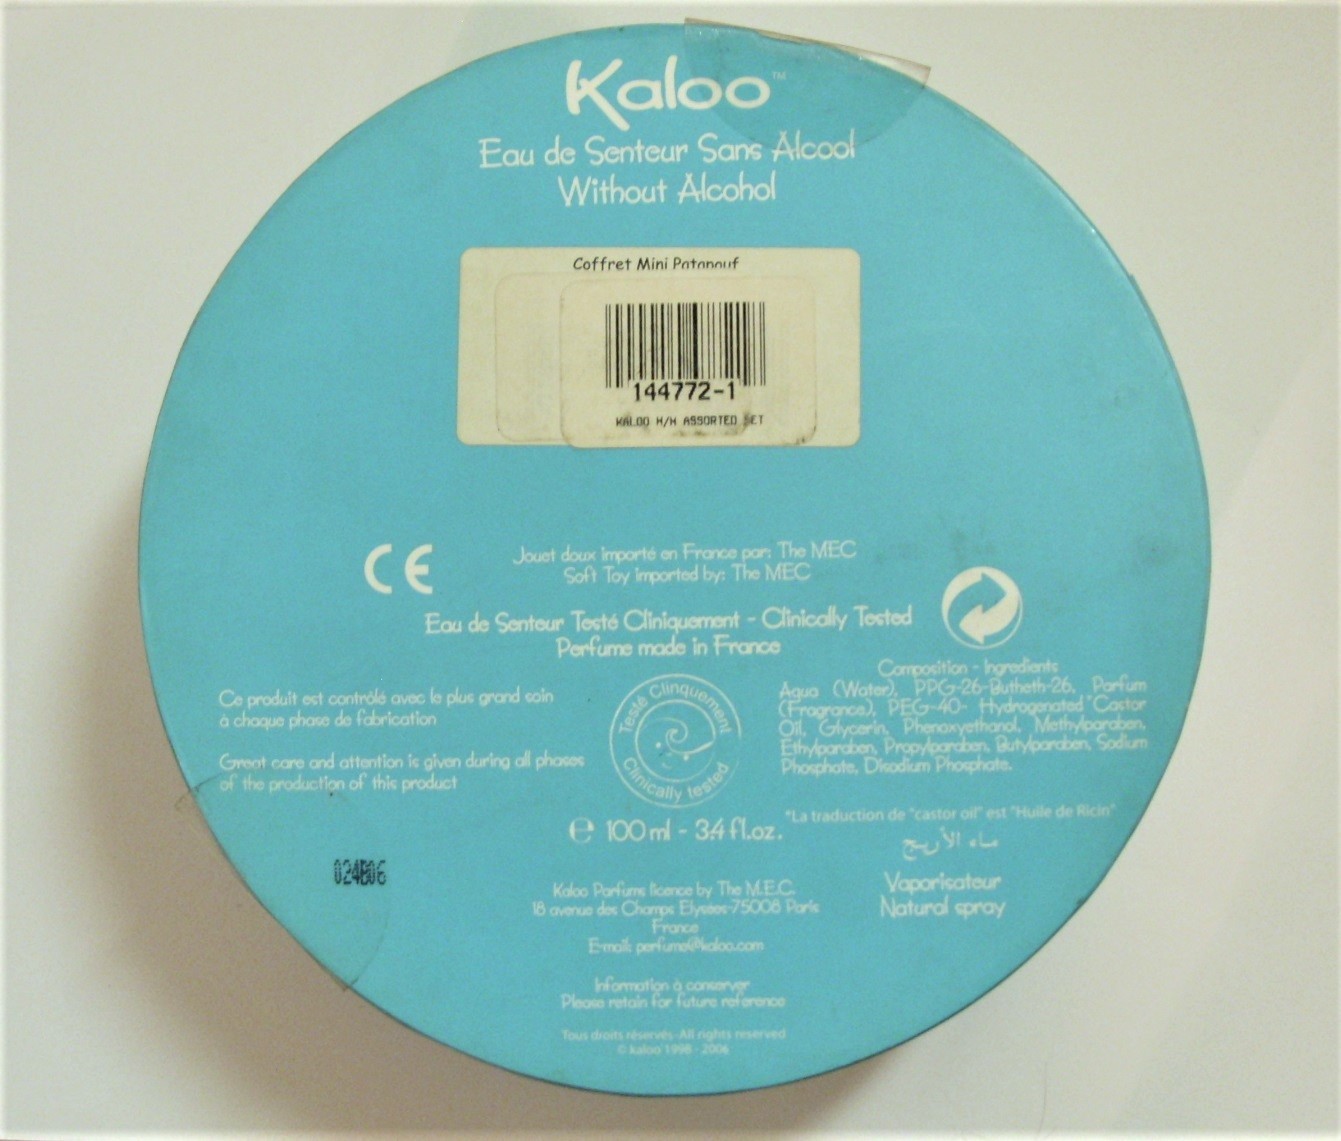 Kaloo™
Eau de Senteur Sans Alcool
Without Alcohol
Coffret Mini Patapouf
144772-1
KALOO H/H ASSORTED SET
CE
Jouet doux importé en France par: The MEC
Soft Toy imported by: The MEC
Eau de Senteur Testé Cliniquement - Clinically Tested
Perfume made in France
Ce produit est contrôlé avec le plus grand soin
à chaque phase de fabrication
Great care and attention is given during all phases
of the production of this product
Testé Clinquement
Clinically tested
Composition - Ingredients
Aqua (Water), PPG-26-Butheth-26, Parfum
(Fragrance), PEG-40- Hydrogenated Castor
Oil, Glycerin, Phenoxyethanol, Methylparaben,
Ethylparaben, Propylparaben, Butylparaben, Sodium
Phosphate, Disodium Phosphate.
*La traduction de "castor oil" est "Huile de Ricin"
℮ 100 ml - 3.4 fl.oz.
ماء الأريج
Vaporisateur
Natural spray
024B06
Kaloo Parfums licence by The M.E.C.
18 avenue des Champs Elysées-75008 Paris
France
E-mail: perfume@kaloo.com
Information à conserver
Please retain for future reference
Tous droits réservés-All rights reserved
© kaloo 1998 - 2006